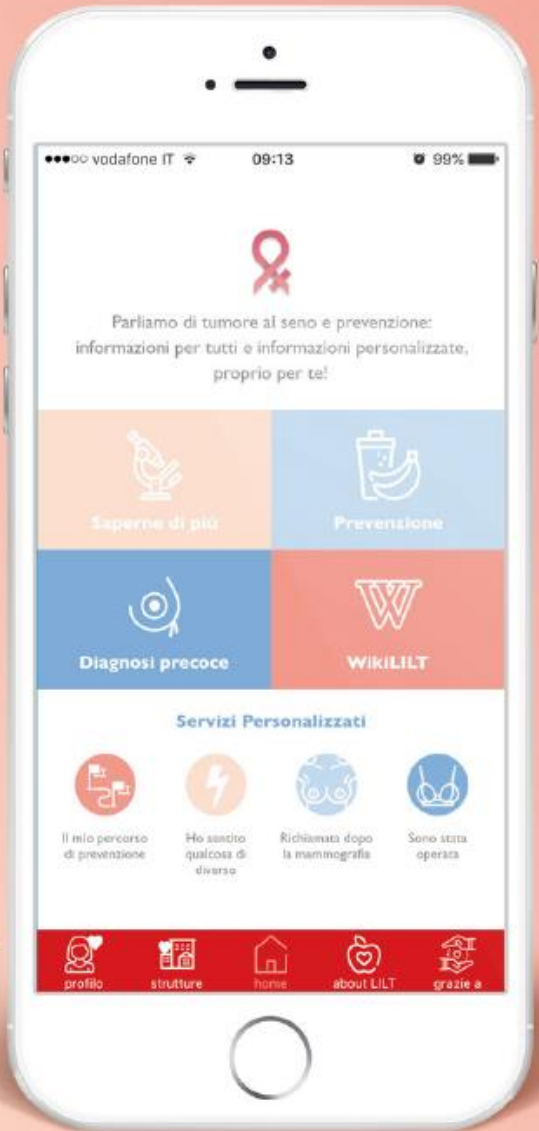 vodafone IT 09:13 99%
Parliamo di tumore al seno e prevenzione:
informazioni per tutti e informazioni personalizzate,
proprio per te!
Saperne di più
Prevenzione
Diagnosi precoce
WikiLILT
Servizi Personalizzati
Il mio percorso
di prevenzione
Ho sentito
qualcosa di
diverso
Richiamata dopo
la mammografia
Sono stata
operata
profilo strutture home about LILT grazie a